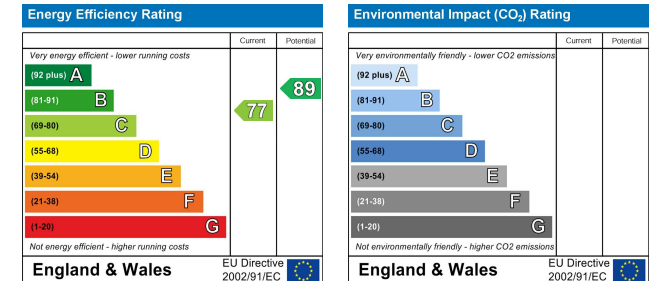 Energy Efficiency Rating
Current Potential
Very energy efficient - lower running costs
(92 plus) A
(81-91) B
(69-80) C
(55-68) D
(39-54) E
(21-38) F
(1-20) G
77
89
Not energy efficient - higher running costs
England & Wales
EU Directive
2002/91/EC
Environmental Impact (CO₂) Rating
Current Potential
Very environmentally friendly - lower CO2 emissions
(92 plus) A
(81-91) B
(69-80) C
(55-68) D
(39-54) E
(21-38) F
(1-20) G
Not environmentally friendly - higher CO2 emissions
England & Wales
EU Directive
2002/91/EC